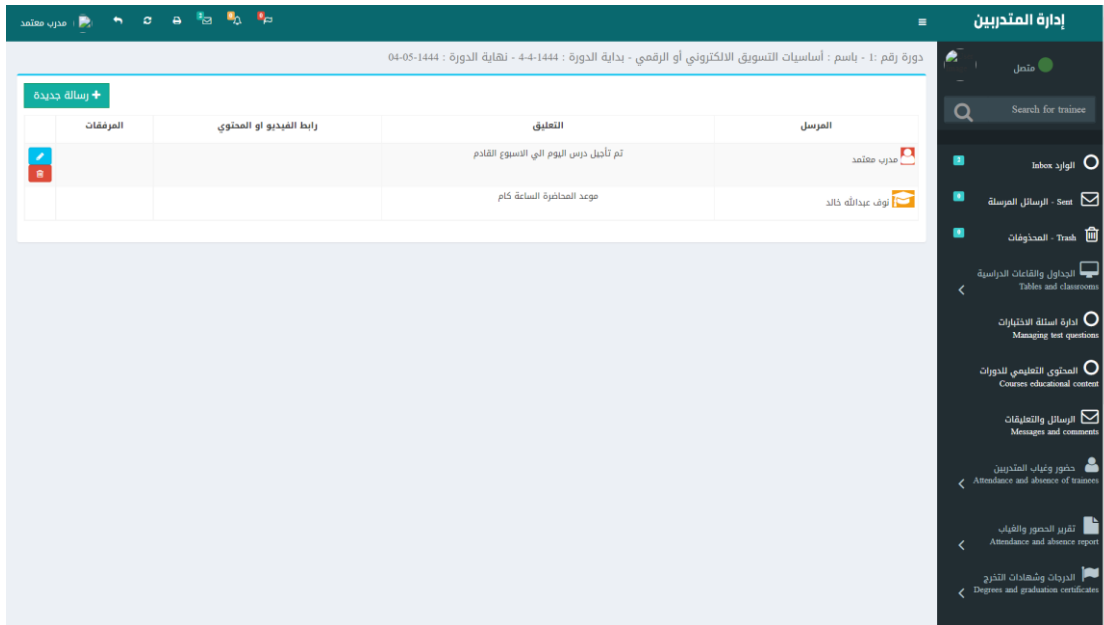 إدارة المتدربين
مدرب معتمد
3
0
0
متصل
Search for trainee
الوارد Inbox
Sent - الرسائل المرسلة
Trash - المحذوفات
الجداول والقاعات الدراسية
Tables and classrooms
ادارة اسئلة الاختبارات
Managing test questions
المحتوى التعليمي للدورات
Courses educational content
الرسائل والتعليقات
Messages and comments
حضور وغياب المتدربين
Attendance and absence of trainees
تقرير الحصور والغياب
Attendance and absence report
الدرجات وشهادات التخرج
Degrees and graduation certificates
دورة رقم :1 - باسم : أساسيات التسويق الالكتروني أو الرقمي - بداية الدورة : 1444-4-4 - نهاية الدورة : 1444-05-04
+ رسالة جديدة
المرسل التعليق رابط الفيديو او المحتوي المرفقات
مدرب معتمد تم تأجيل درس اليوم الي الاسبوع القادم
نوف عبدالله خالد موعد المحاضرة الساعة كام